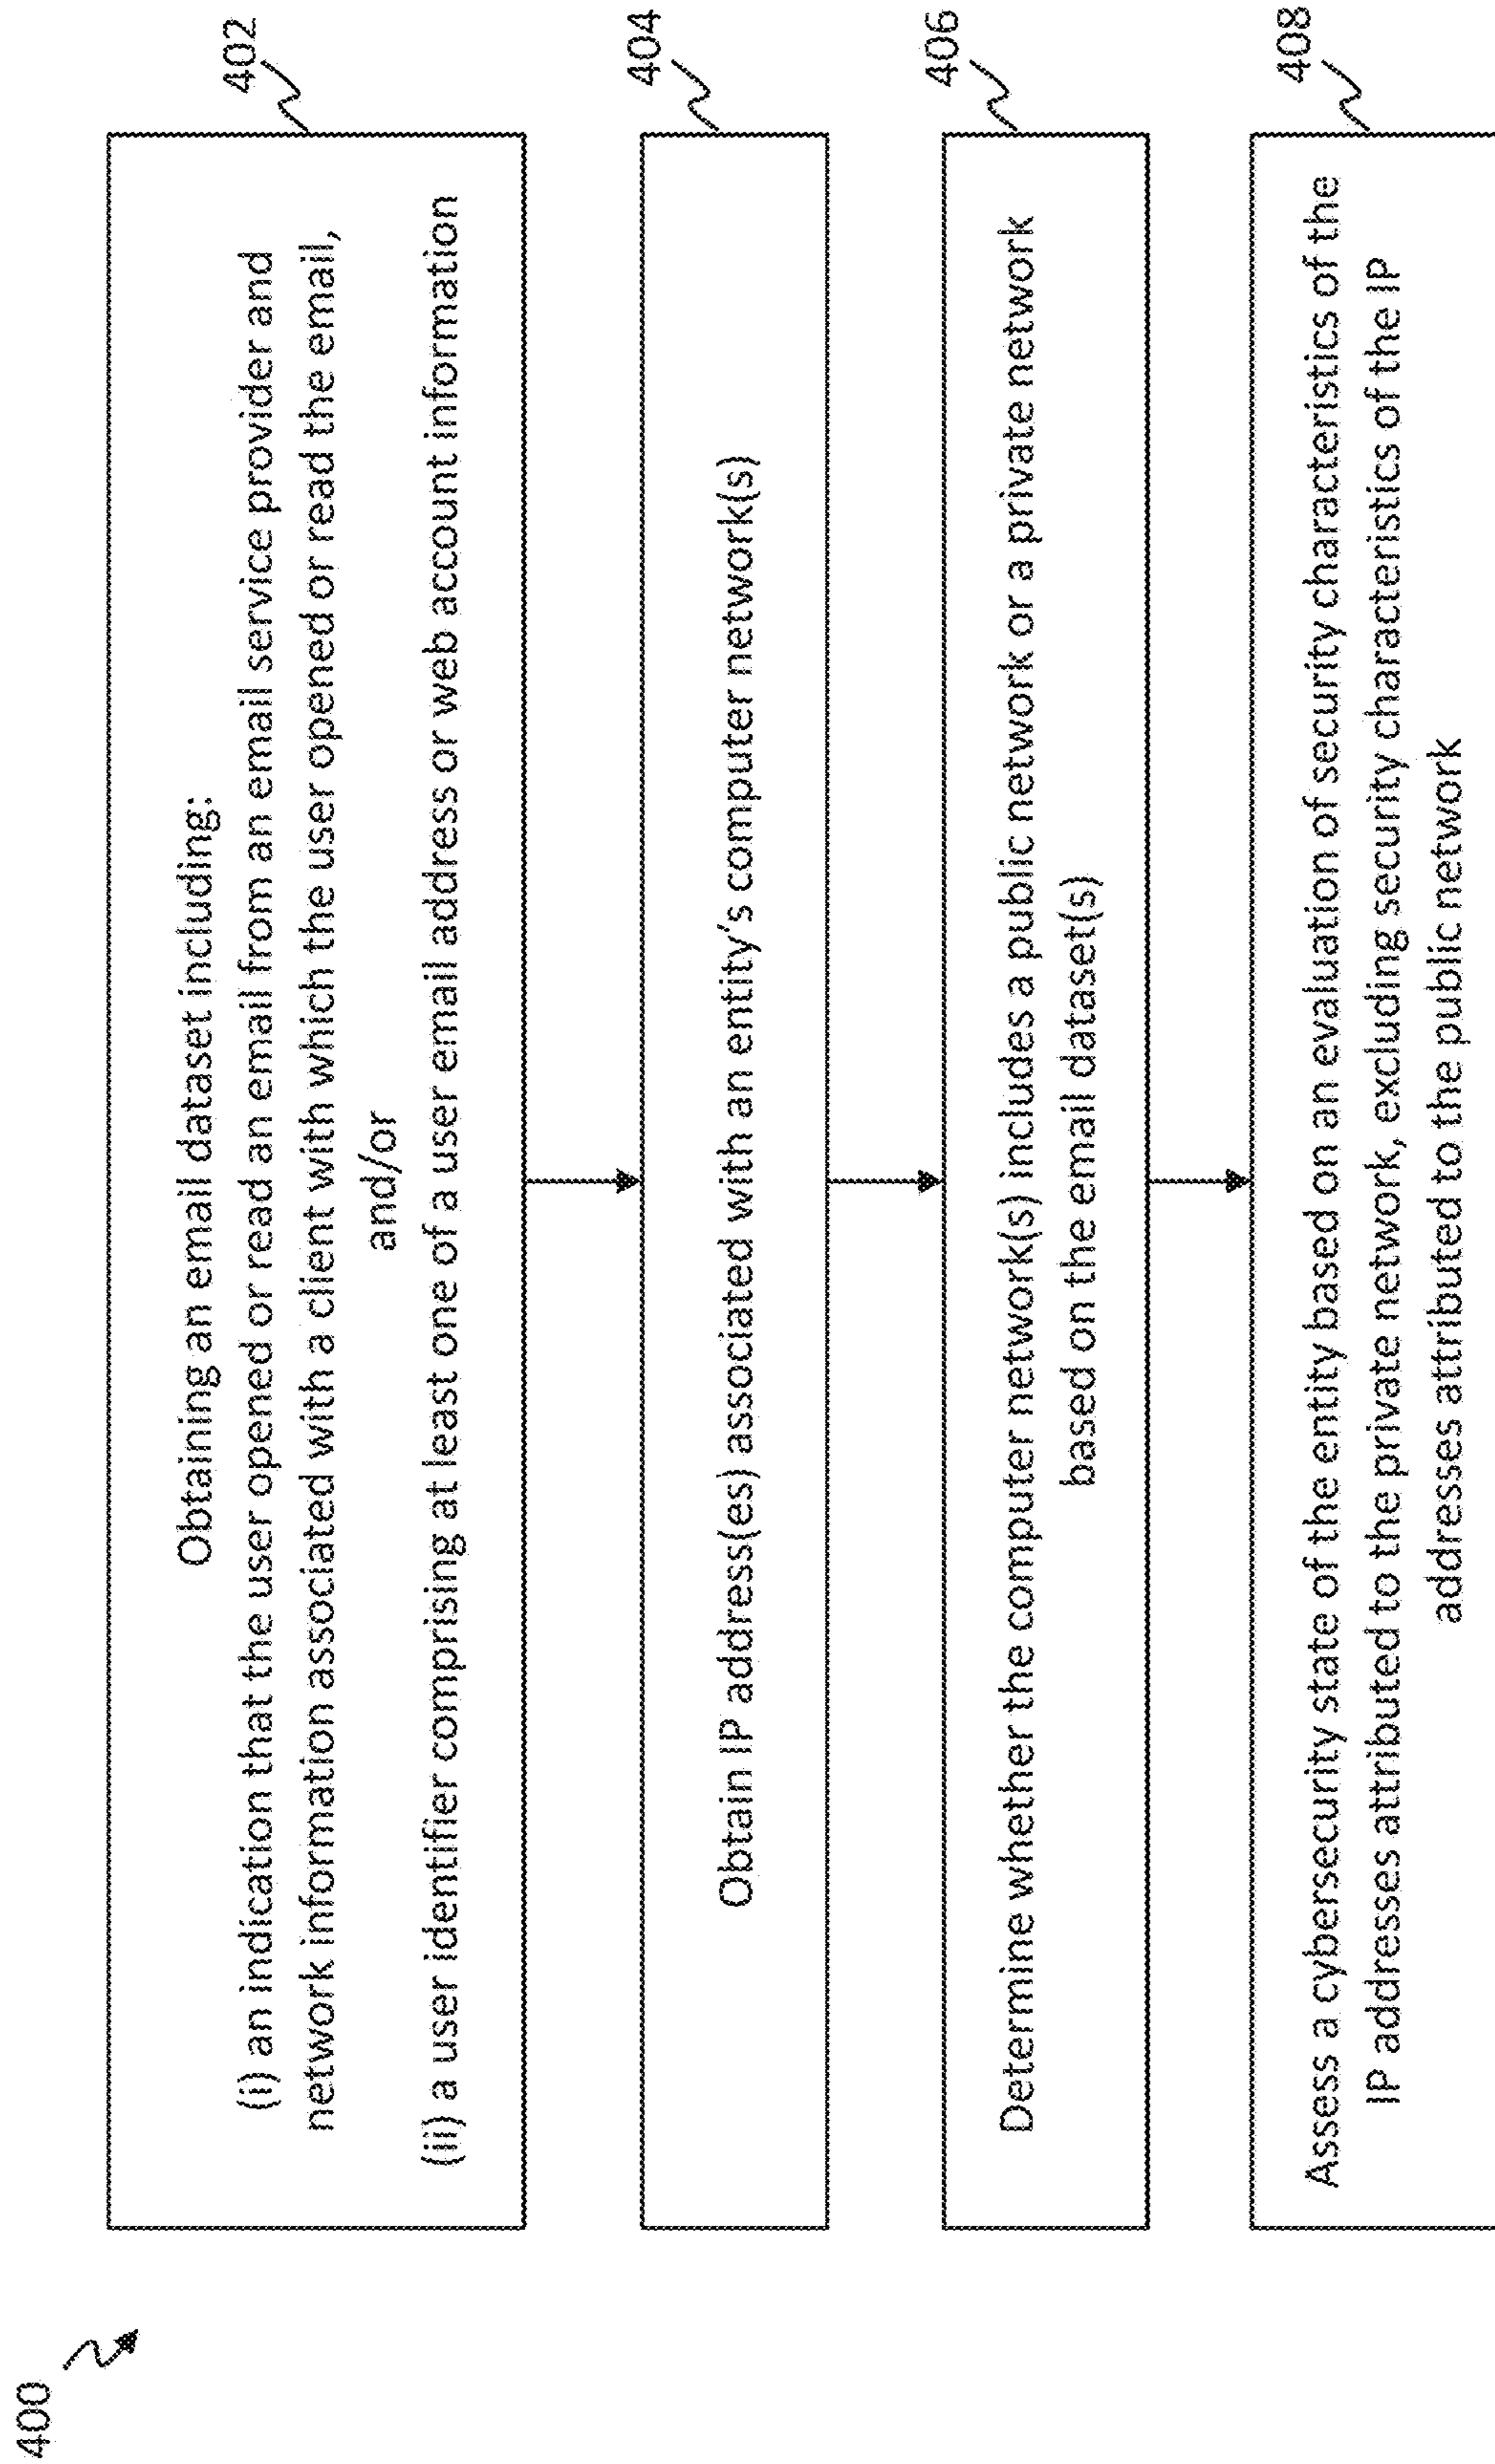 400
402
Obtaining an email dataset including:
(i) an indication that the user opened or read an email from an email service provider and
network information associated with a client with which the user opened or read the email,
and/or
(ii) a user identifier comprising at least one of a user email address or web account information
404
Obtain IP address(es) associated with an entity's computer network(s)
406
Determine whether the computer network(s) includes a public network or a private network
based on the email dataset(s)
408
Assess a cybersecurity state of the entity based on an evaluation of security characteristics of the
IP addresses attributed to the private network, excluding security characteristics of the IP
addresses attributed to the public network